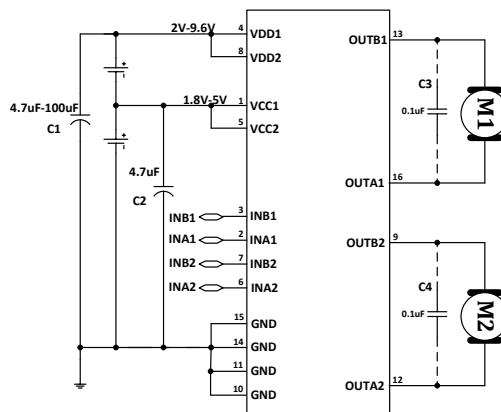 2V-9.6V
4
VDD1
8
VDD2
13
OUTB1
4.7uF-100uF
C1
1.8V-5V
1
VCC1
5
VCC2
C3
0.1uF
M1
4.7uF
C2
16
OUTA1
INB1
3
INB1
INA1
2
INA1
INB2
7
INB2
INA2
6
INA2
9
OUTB2
C4
0.1uF
M2
15
GND
14
GND
11
GND
10
GND
12
OUTA2